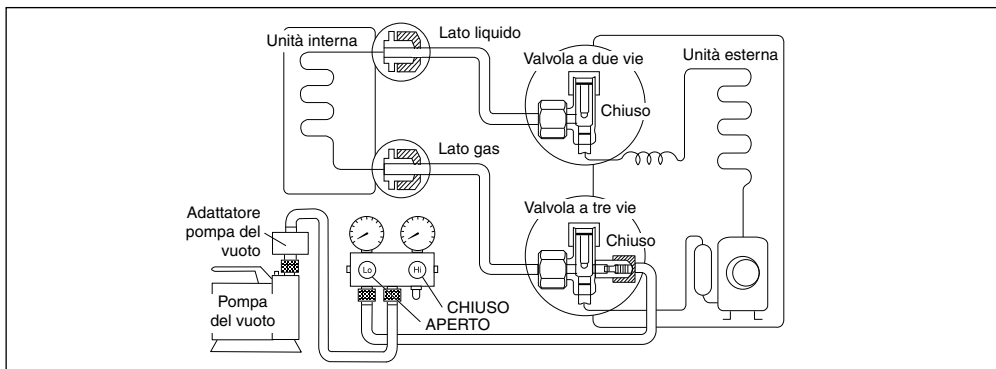 Lato liquido
Unità interna
Valvola a due vie
Unità esterna
Chiuso
Lato gas
Valvola a tre vie
Chiuso
Adattatore
pompa del
vuoto
Lo
Hi
CHIUSO
APERTO
Pompa
del vuoto